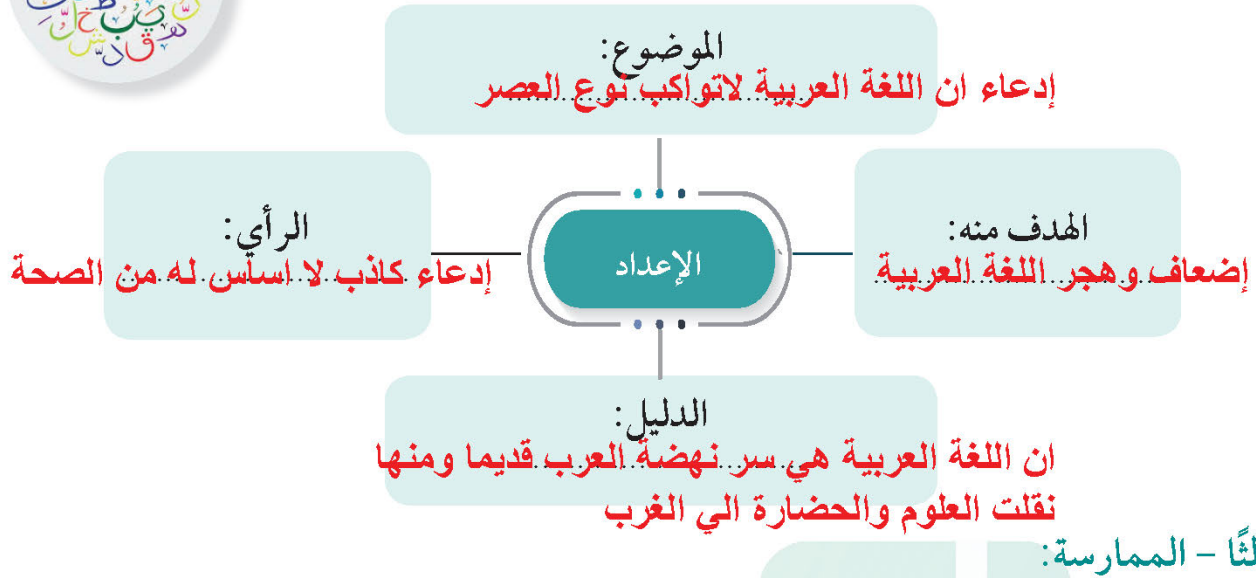 الموضوع:
إدعاء ان اللغة العربية لاتواكب نوع العصر
الهدف منه:
إضعاف وهجر اللغة العربية
الإعداد
الرأي:
إدعاء كاذب لا اساس له من الصحة
الدليل:
ان اللغة العربية هي سر نهضة العرب قديما ومنها
نقلت العلوم والحضارة الي الغرب
لثًا – الممارسة: